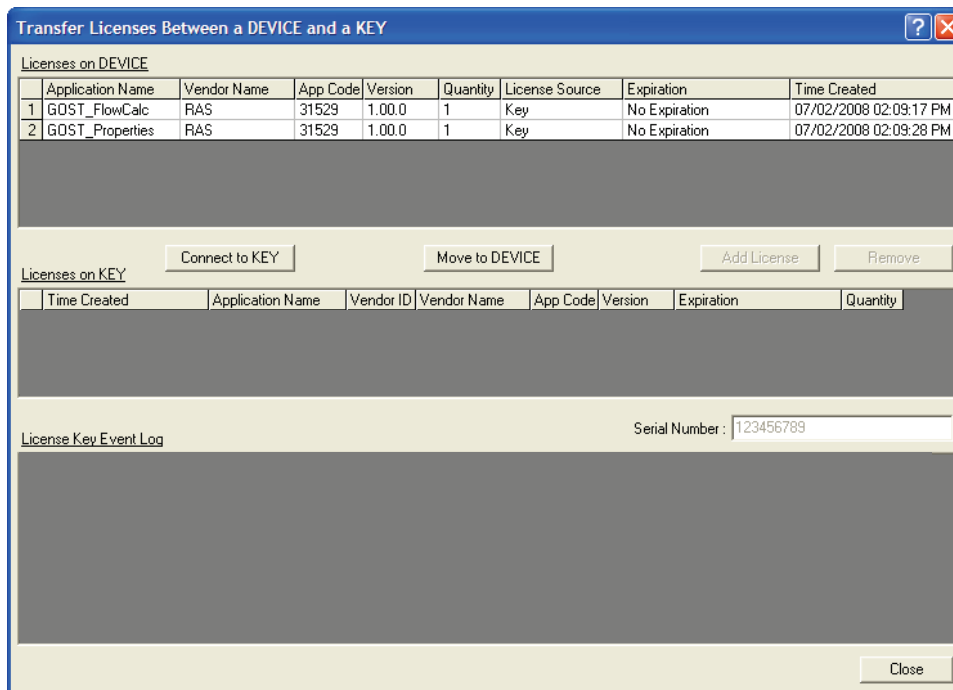 Transfer Licenses Between a DEVICE and a KEY
Licenses on DEVICE
Application Name Vendor Name App Code Version Quantity License Source Expiration Time Created
1 GOST_FlowCalc RAS 31529 1.00.0 1 Key No Expiration 07/02/2008 02:09:17 PM
2 GOST_Properties RAS 31529 1.00.0 1 Key No Expiration 07/02/2008 02:09:28 PM
Connect to KEY Move to DEVICE Add License Remove
Licenses on KEY
Time Created Application Name Vendor ID Vendor Name App Code Version Expiration Quantity
Serial Number : 123456789
License Key Event Log
Close